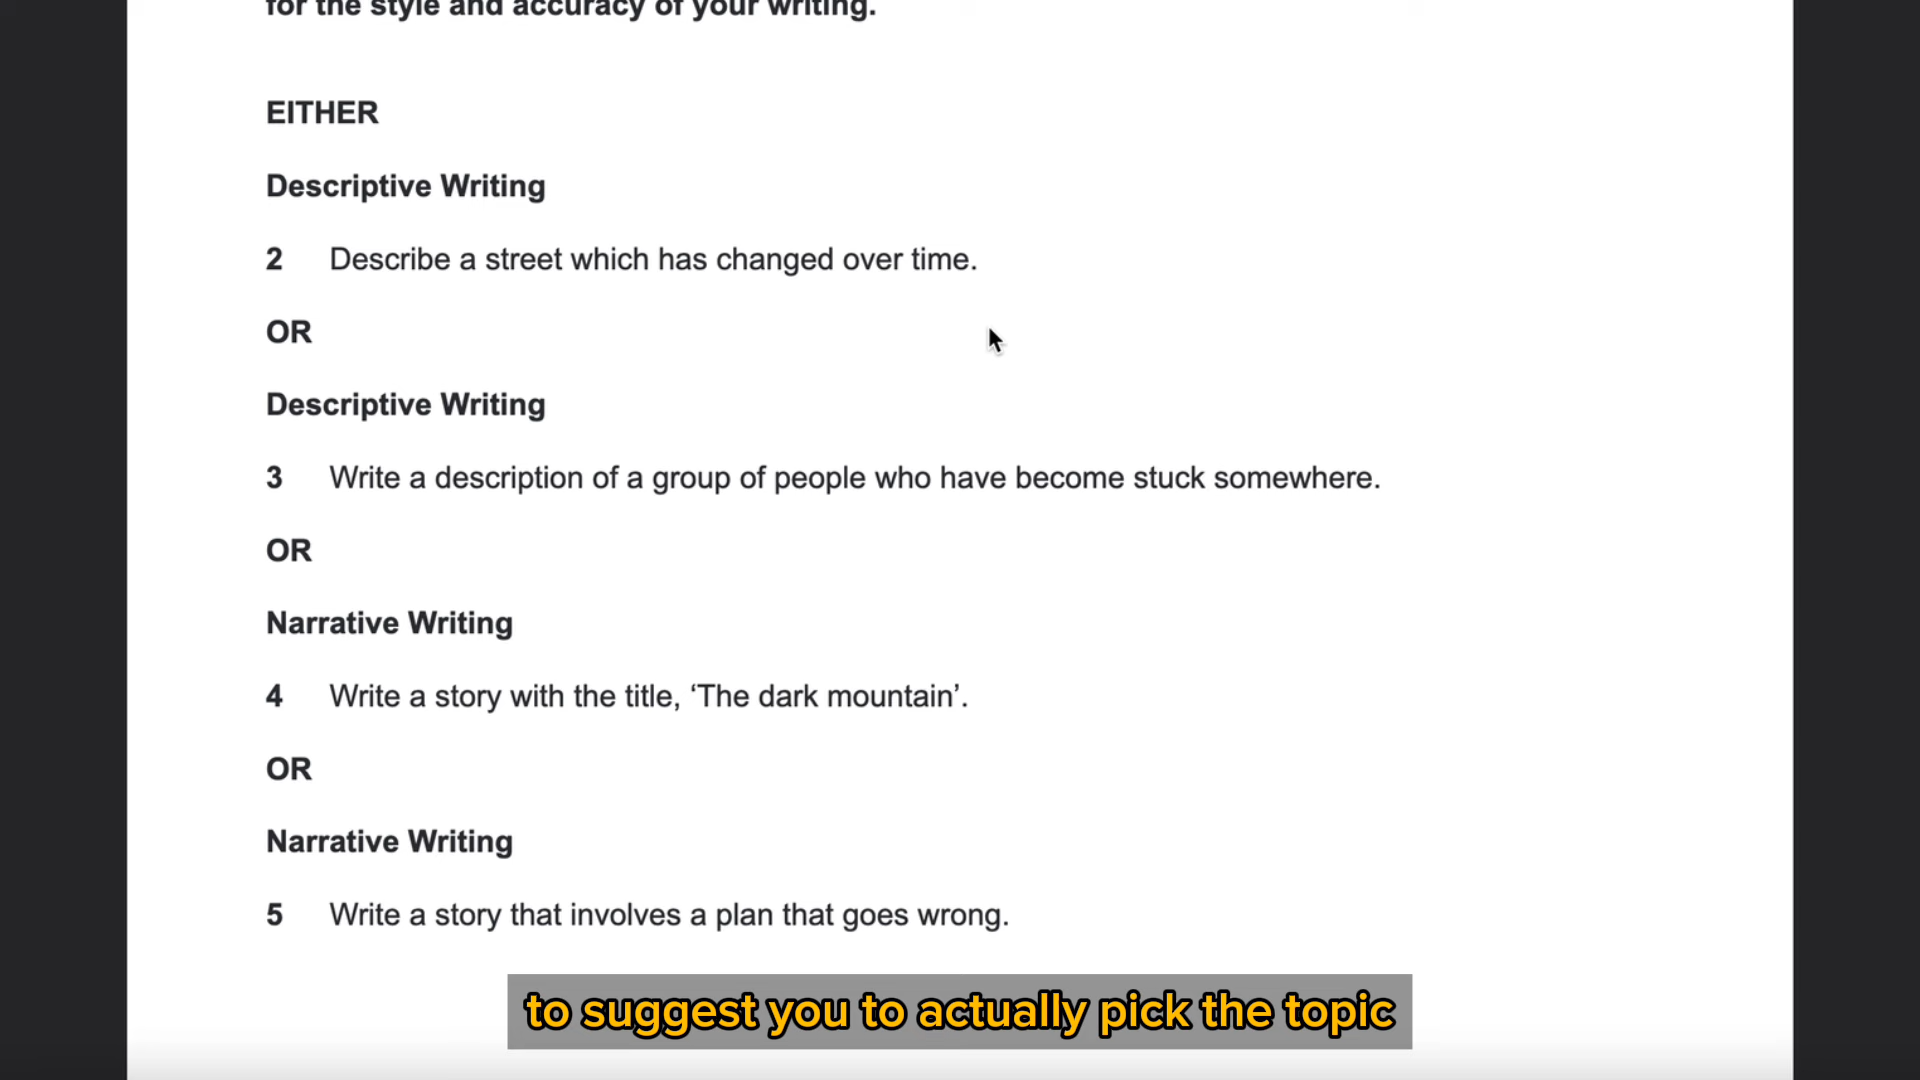 for the style and accuracy of your writing.
EITHER
Descriptive Writing
2 Describe a street which has changed over time.
OR
Descriptive Writing
3 Write a description of a group of people who have become stuck somewhere.
OR
Narrative Writing
4 Write a story with the title, ‘The dark mountain’.
OR
Narrative Writing
5 Write a story that involves a plan that goes wrong.
to suggest you to actually pick the topic